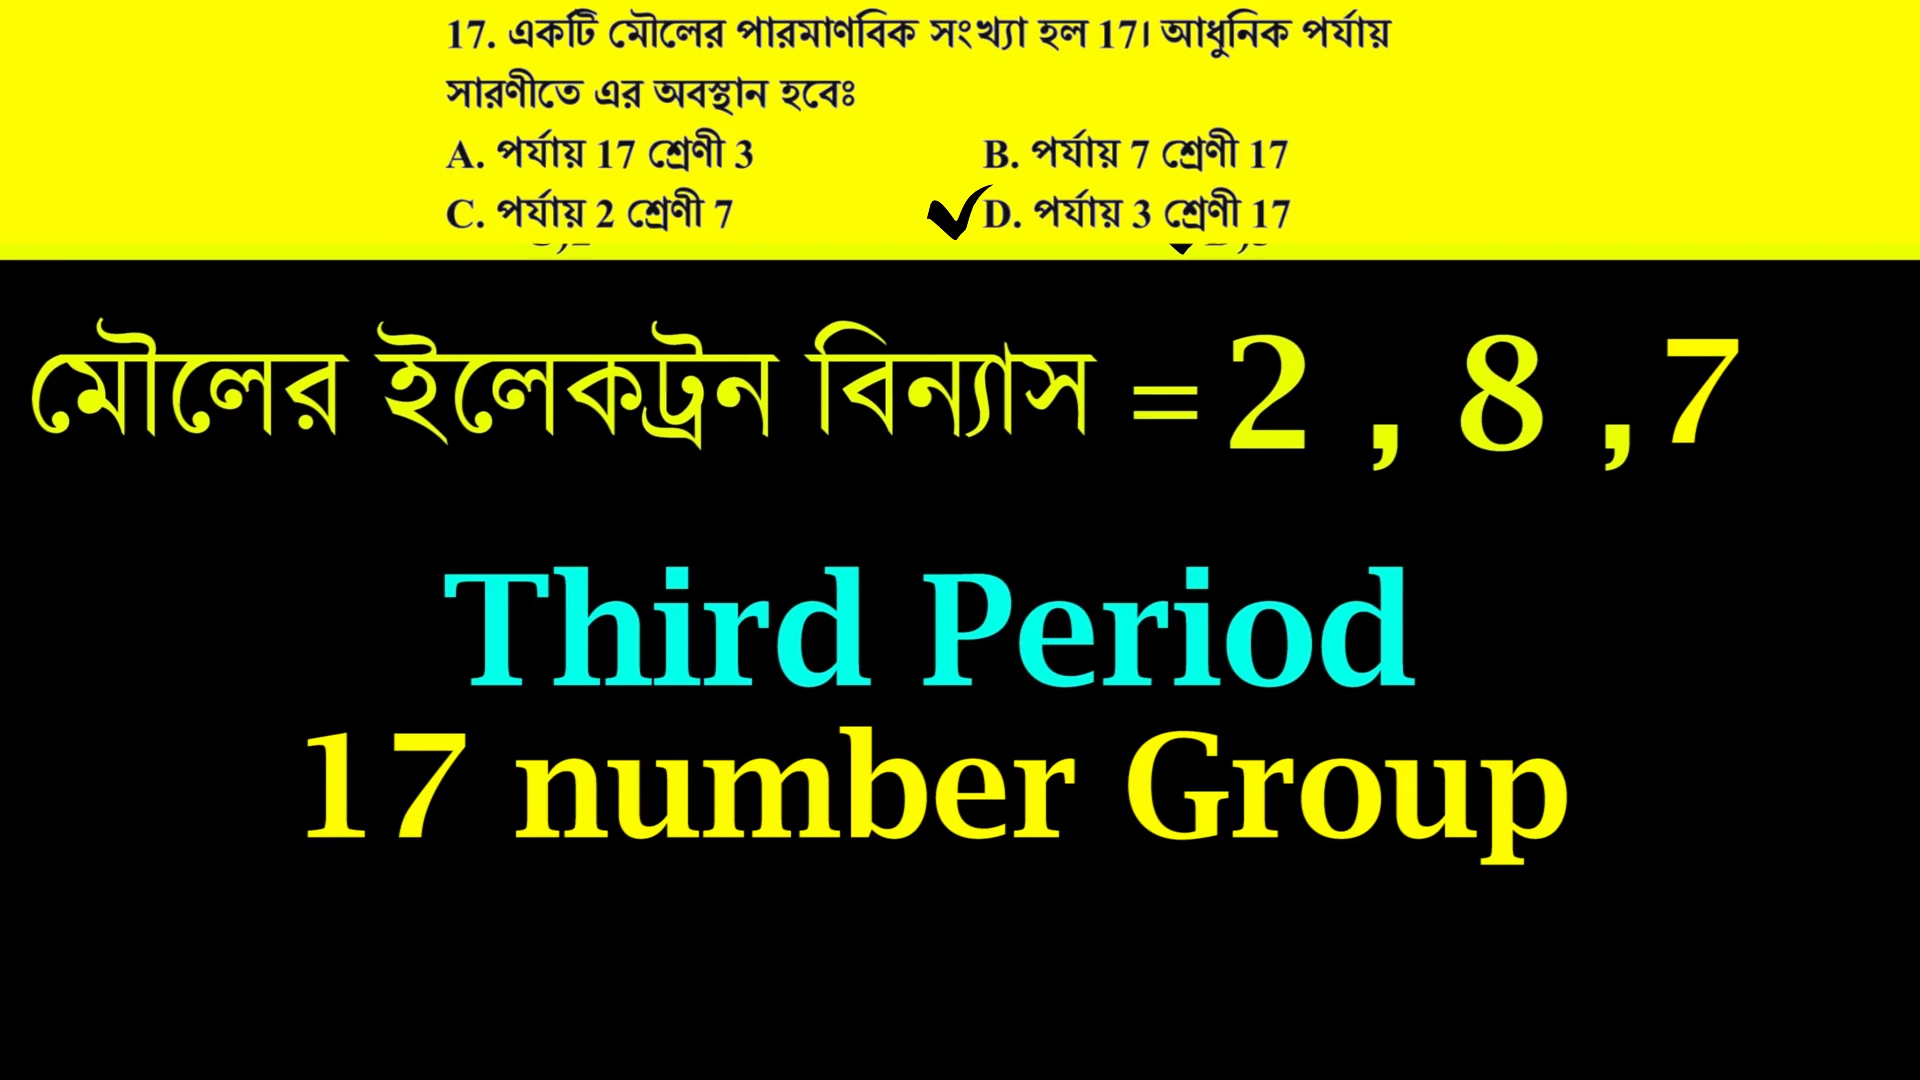 17. একটি মৌলের পারমাণবিক সংখ্যা হল 17। আধুনিক পর্যায়
সারণীতে এর অবস্থান হবেঃ
A. পর্যায় 17 শ্রেণী 3 B. পর্যায় 7 শ্রেণী 17
C. পর্যায় 2 শ্রেণী 7 D. পর্যায় 3 শ্রেণী 17
মৌলের ইলেকট্রন বিন্যাস = 2 , 8 ,7
Third Period
17 number Group